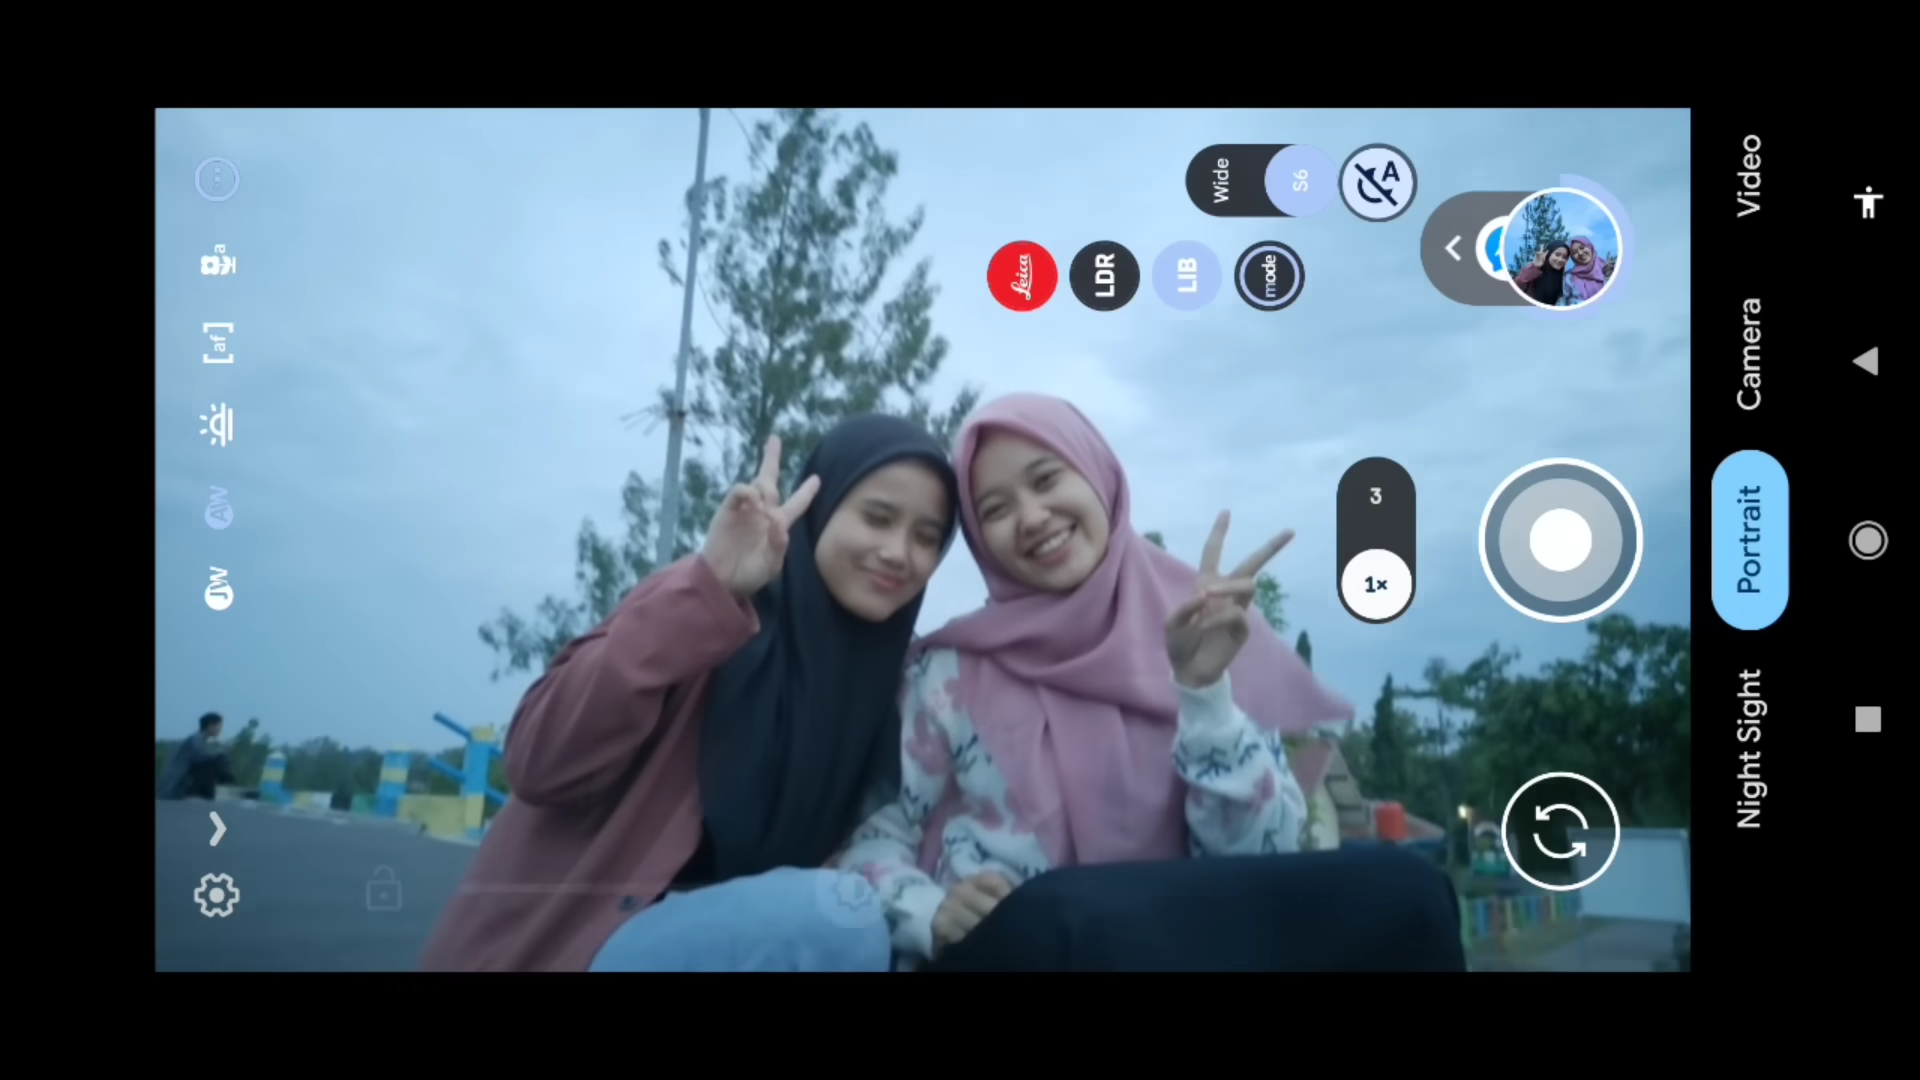 Wide
S6
A
Leica
LDR
LIB
mode
a
[af]
AW
JW
3
1×
Video
Camera
Portrait
Night Sight